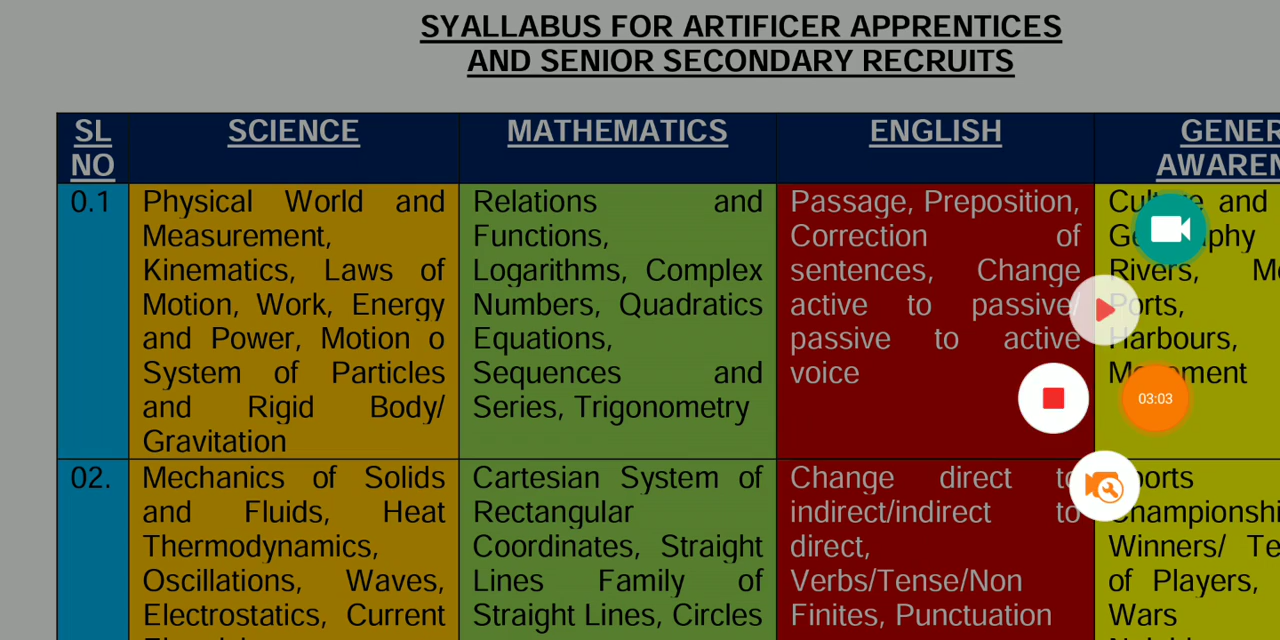 SYALLABUS FOR ARTIFICER APPRENTICES
AND SENIOR SECONDARY RECRUITS
SL
NO
SCIENCE
MATHEMATICS
ENGLISH
0.1
Physical World and
Measurement,
Kinematics, Laws of
Motion, Work, Energy
and Power, Motion o
System of Particles
and Rigid Body/
Gravitation
Relations and
Functions,
Logarithms, Complex
Numbers, Quadratics
Equations,
Sequences and
Series, Trigonometry
Passage, Preposition,
Correction of
sentences, Change
active to passive/
passive to active
voice
and
Rivers,
Ports,
Harbours,
03:03
02.
Mechanics of Solids
and Fluids, Heat
Thermodynamics,
Oscillations, Waves,
Electrostatics, Current
Cartesian System of
Rectangular
Coordinates, Straight
Lines Family of
Straight Lines, Circles
Change direct to
indirect/indirect to
direct,
Verbs/Tense/Non
Finites, Punctuation
Winners/
of Players,
Wars